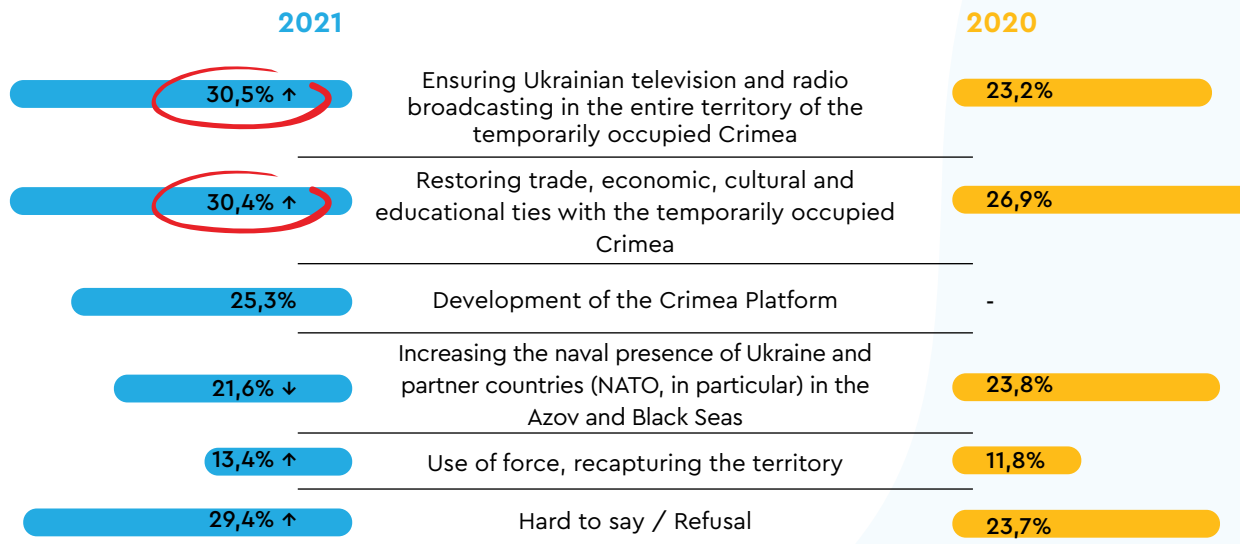 2021 2020
30,5% ↑ Ensuring Ukrainian television and radio 23,2%
broadcasting in the entire territory of the
temporarily occupied Crimea
30,4% ↑ Restoring trade, economic, cultural and 26,9%
educational ties with the temporarily occupied
Crimea
25,3% Development of the Crimea Platform -
Increasing the naval presence of Ukraine and
21,6% ↓ partner countries (NATO, in particular) in the 23,8%
Azov and Black Seas
13,4% ↑ Use of force, recapturing the territory 11,8%
29,4% ↑ Hard to say / Refusal 23,7%